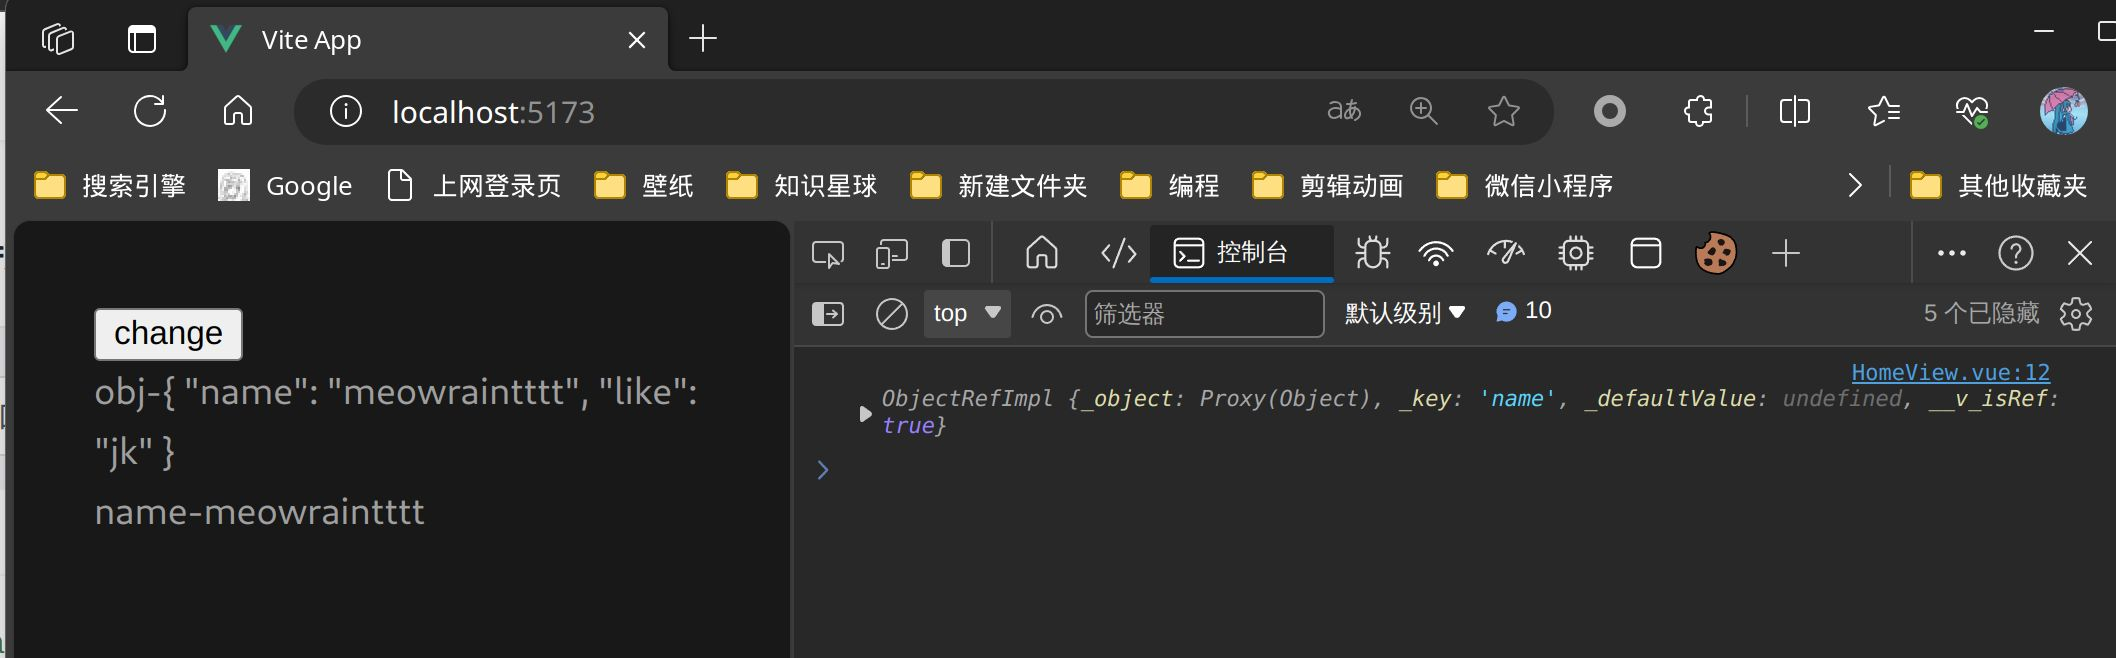 Vite App
localhost:5173
aあ
搜索引擎 Google 上网登录页 壁纸 知识星球 新建文件夹 编程 剪辑动画 微信小程序 其他收藏夹
控制台
top 筛选器 默认级别 10 5 个已隐藏
change
obj-{ "name": "meowraintttt", "like":
"jk" }
name-meowraintttt
HomeView.vue:12
ObjectRefImpl {_object: Proxy(Object), _key: 'name', _defaultValue: undefined, __v_isRef:
true}